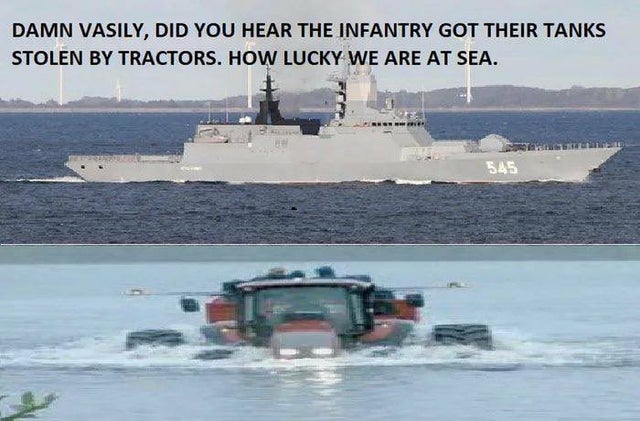 DAMN VASILY, DID YOU HEAR THE INFANTRY GOT THEIR TANKS
STOLEN BY TRACTORS. HOW LUCKY WE ARE AT SEA.
545